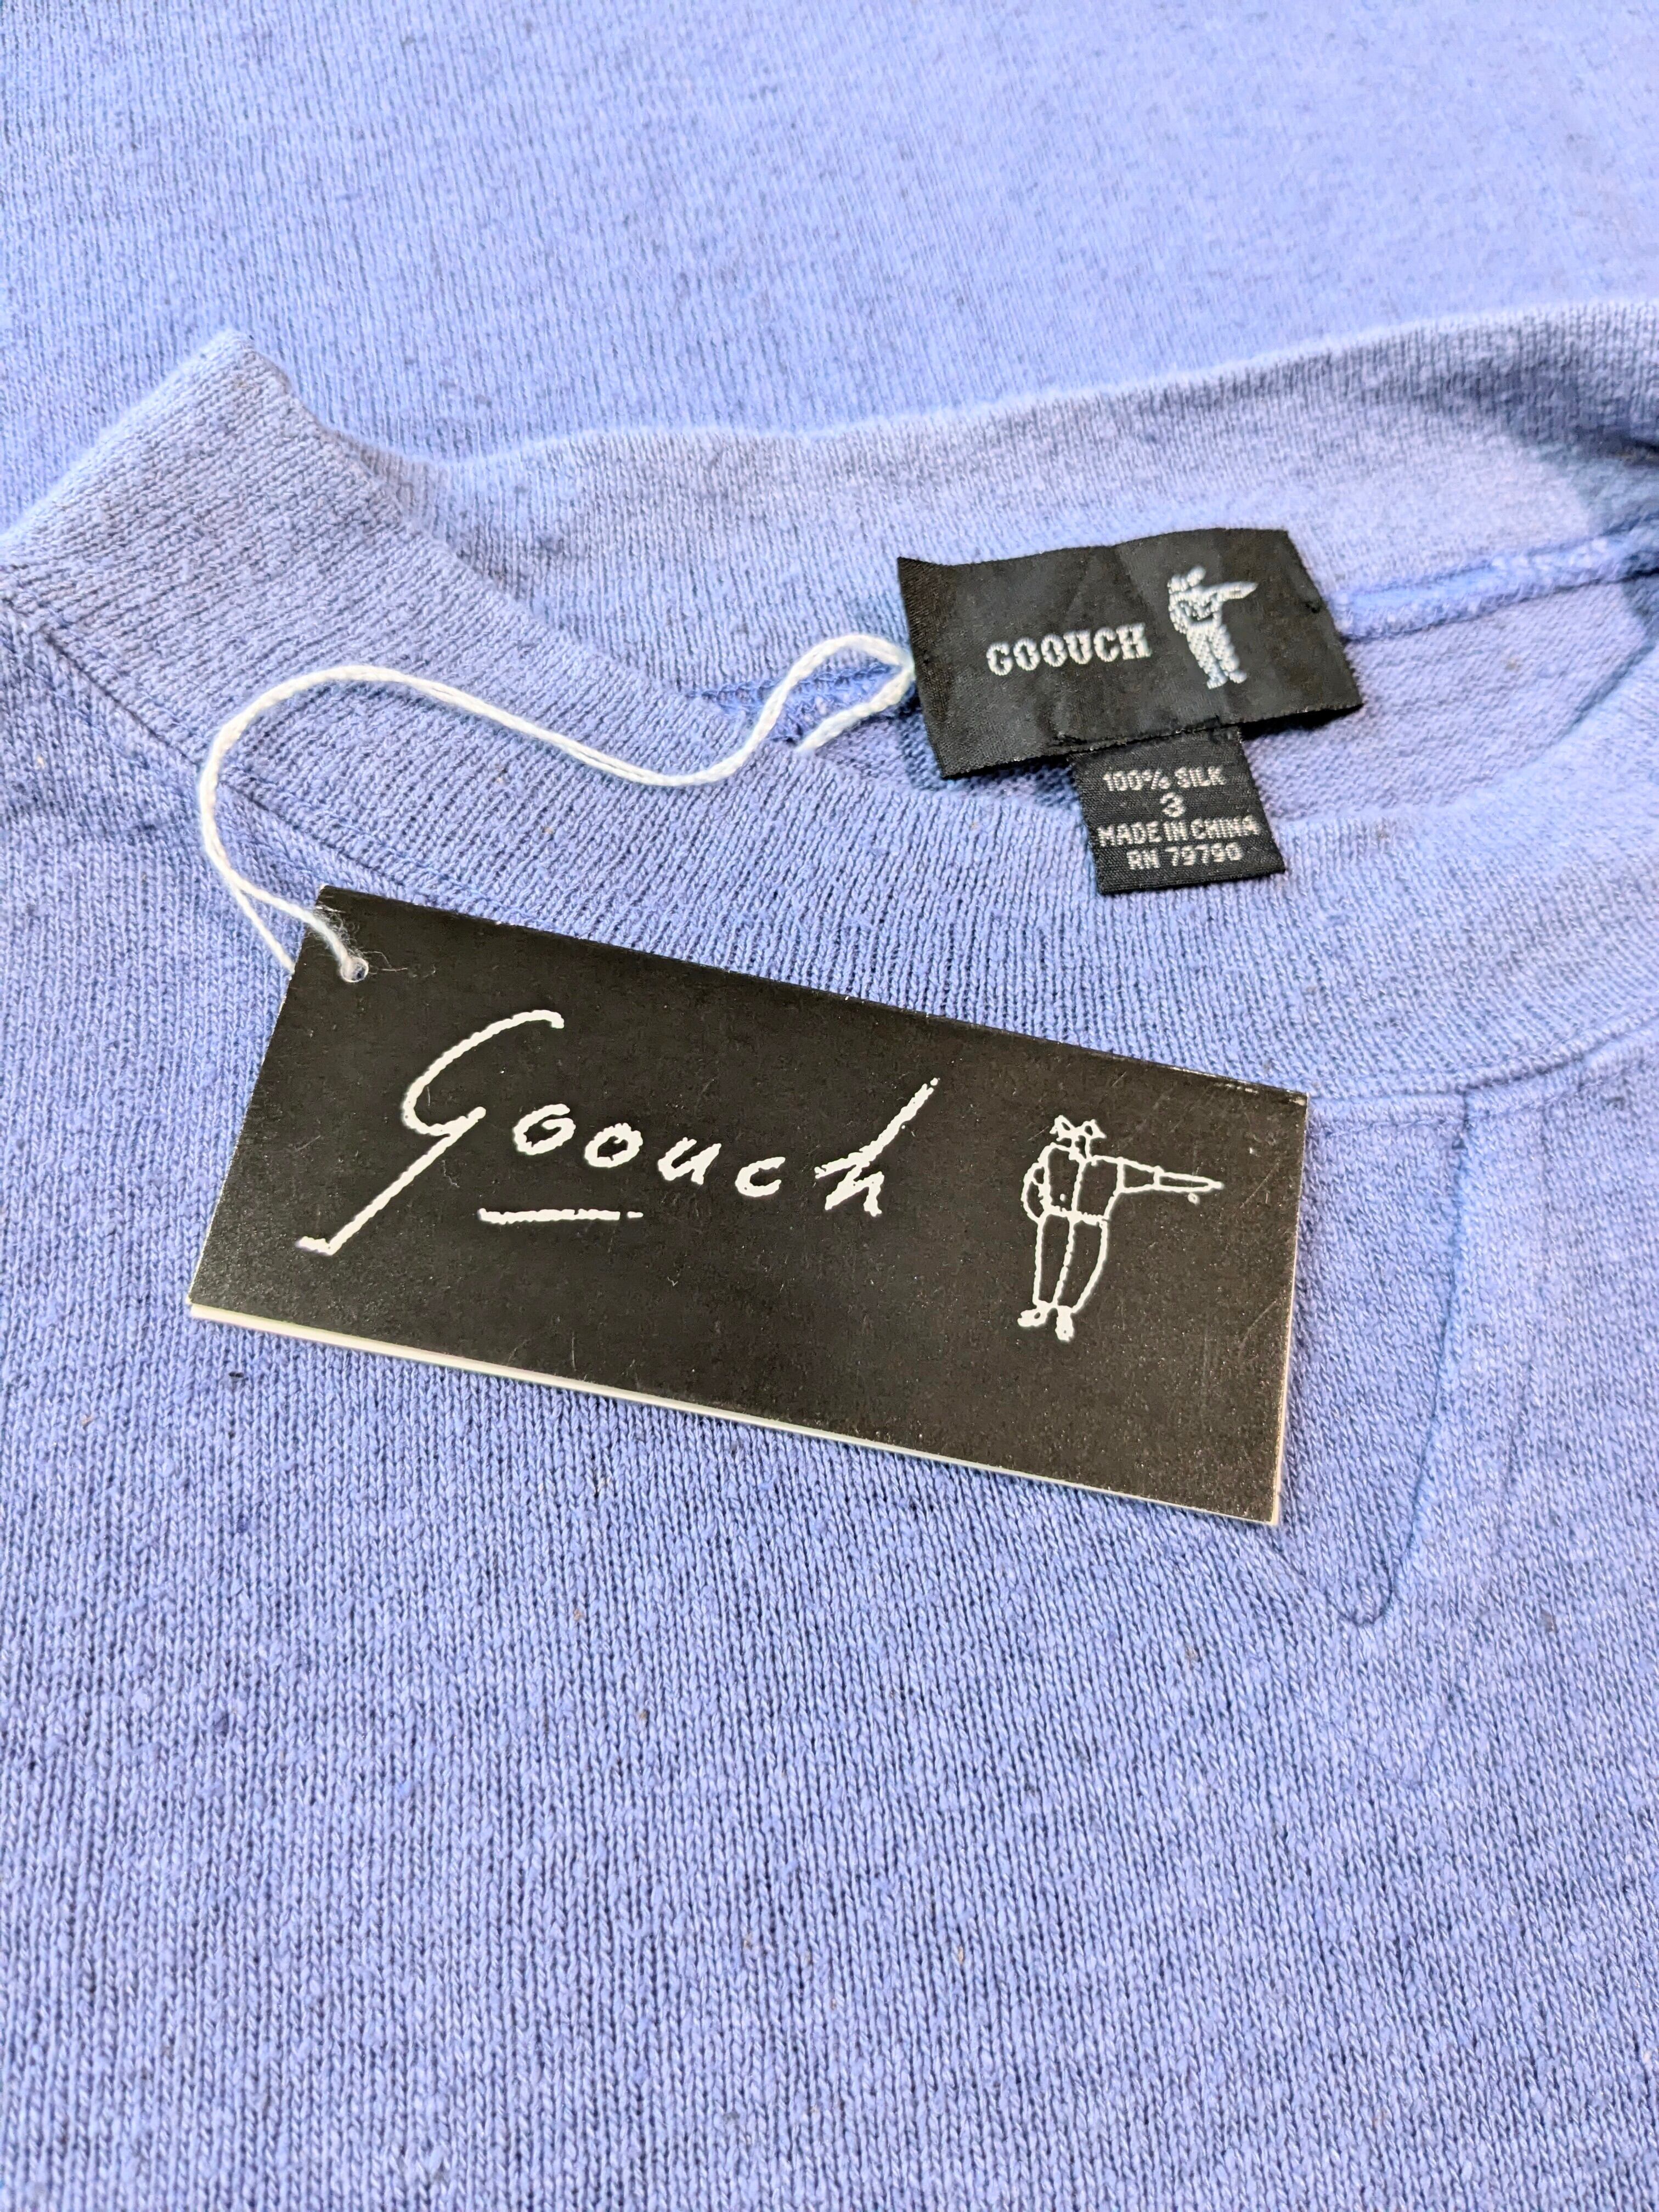 GOOUCH
100% SILK
3
MADE IN CHINA
RN 79790
Goouch